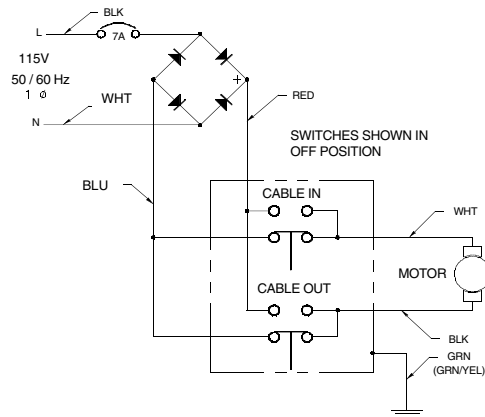 BLK
L
7A
115V
50 / 60 Hz
1 ø
WHT
N
+
RED
SWITCHES SHOWN IN
OFF POSITION
BLU
CABLE IN
WHT
MOTOR
CABLE OUT
BLK
GRN
(GRN/YEL)